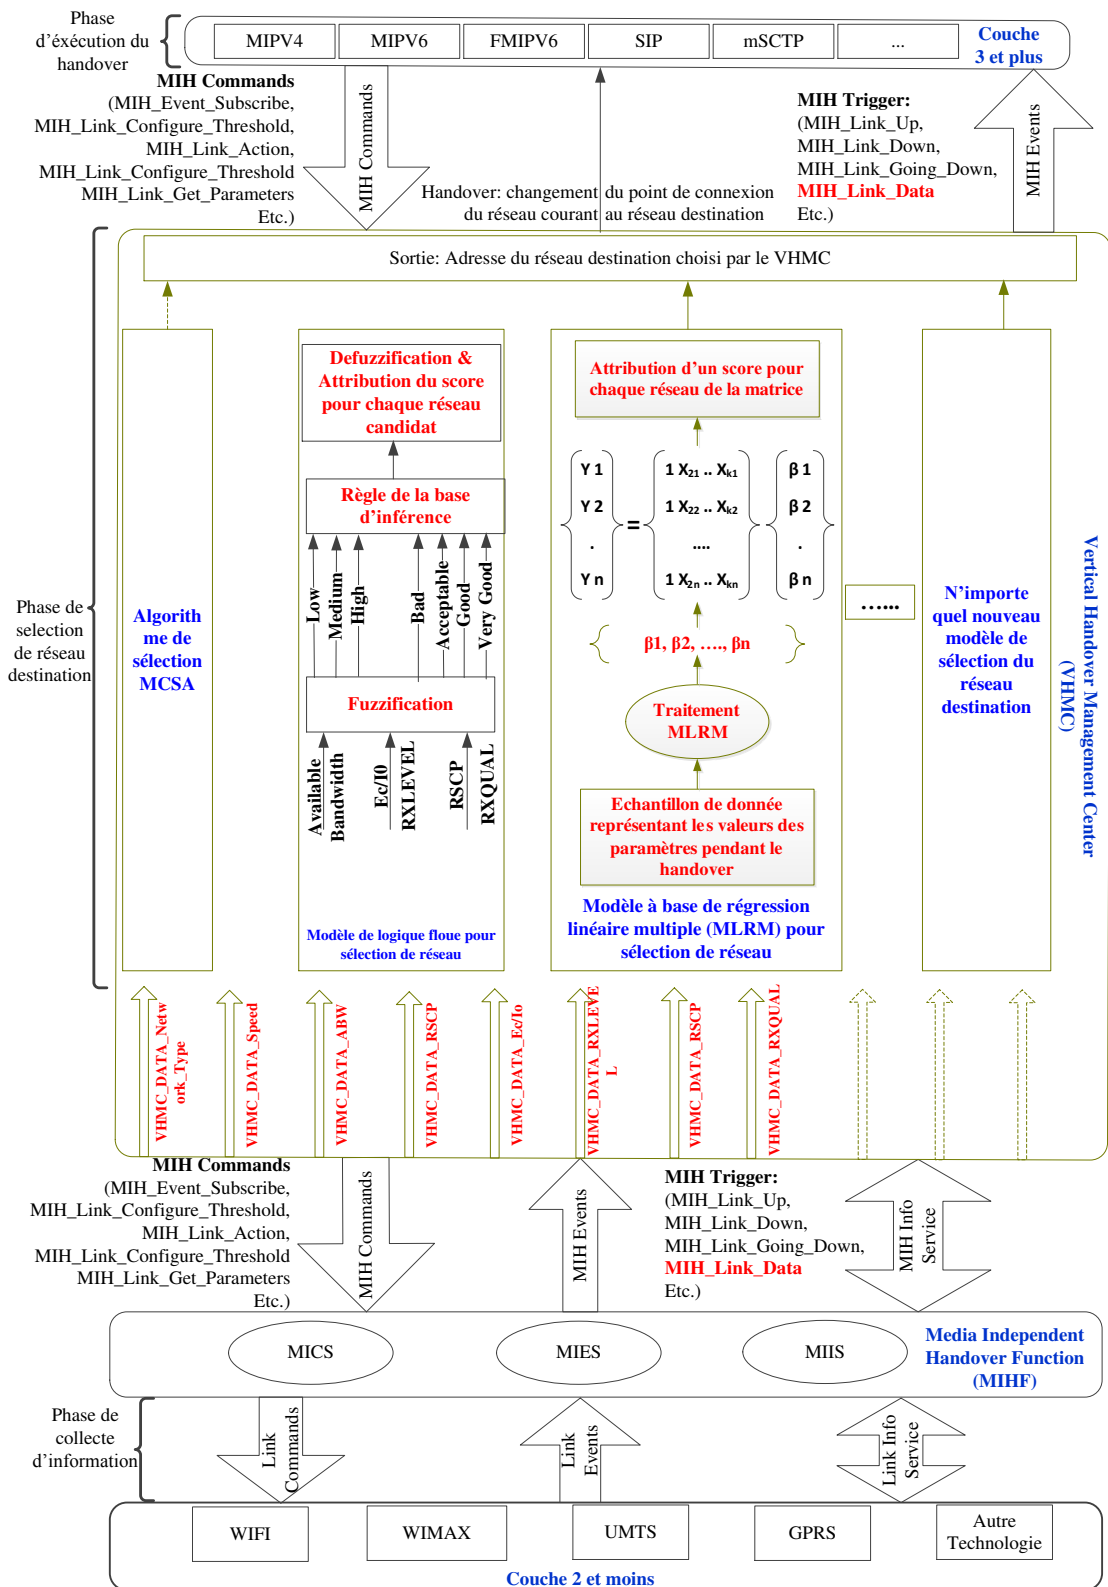 Phase
d'éxécution du
handover
MIPV4
MIPV6
FMIPV6
SIP
mSCTP
...
Couche
3 et plus
MIH Commands
(MIH_Event_Subscribe,
MIH_Link_Configure_Threshold,
MIH_Link_Action,
MIH_Link_Configure_Threshold
MIH_Link_Get_Parameters
Etc.)
MIH Commands
Handover: changement du point de connexion
du réseau courant au réseau destination
MIH Trigger:
(MIH_Link_Up,
MIH_Link_Down,
MIH_Link_Going_Down,
MIH_Link_Data
Etc.)
MIH Events
Sortie: Adresse du réseau destination choisi par le VHMC
Phase de
selection
de réseau
destination
Algorith
me de
sélection
MCSA
Defuzzification &
Attribution du score
pour chaque réseau
candidat
Règle de la base
d'inférence
Low
Medium
High
Bad
Acceptable
Good
Very Good
Fuzzification
Available
Bandwidth
Ec/I0
RXLEVEL
RSCP
RXQUAL
Modèle de logique floue pour
sélection de réseau
Attribution d'un score pour
chaque réseau de la matrice
Y 1
Y 2
.
Y n
=
1 X21 .. Xk1
1 X22 .. Xk2
....
1 X2n .. Xkn
β 1
β 2
.
β n
β1, β2, …., βn
Traitement
MLRM
Echantillon de donnée
représentant les valeurs des
paramètres pendant le
handover
Modèle à base de régression
linéaire multiple (MLRM) pour
sélection de réseau
…...
N'importe
quel nouveau
modèle de
sélection du
réseau
destination
Vertical Handover Management Center
(VHMC)
VHMC_DATA_Netw
ork_Type
VHMC_DATA_Speed
VHMC_DATA_ABW
VHMC_DATA_RSCP
VHMC_DATA_Ec/Io
VHMC_DATA_RXLEVE
L
VHMC_DATA_RSCP
VHMC_DATA_RXQUAL
MIH Commands
(MIH_Event_Subscribe,
MIH_Link_Configure_Threshold,
MIH_Link_Action,
MIH_Link_Configure_Threshold
MIH_Link_Get_Parameters
Etc.)
MIH Commands
MIH Events
MIH Trigger:
(MIH_Link_Up,
MIH_Link_Down,
MIH_Link_Going_Down,
MIH_Link_Data
Etc.)
MIH Info
Service
MICS
MIES
MIIS
Media Independent
Handover Function
(MIHF)
Phase de
collecte
d'information
Link
Commands
Link
Events
Link Info
Service
WIFI
WIMAX
UMTS
GPRS
Autre
Technologie
Couche 2 et moins